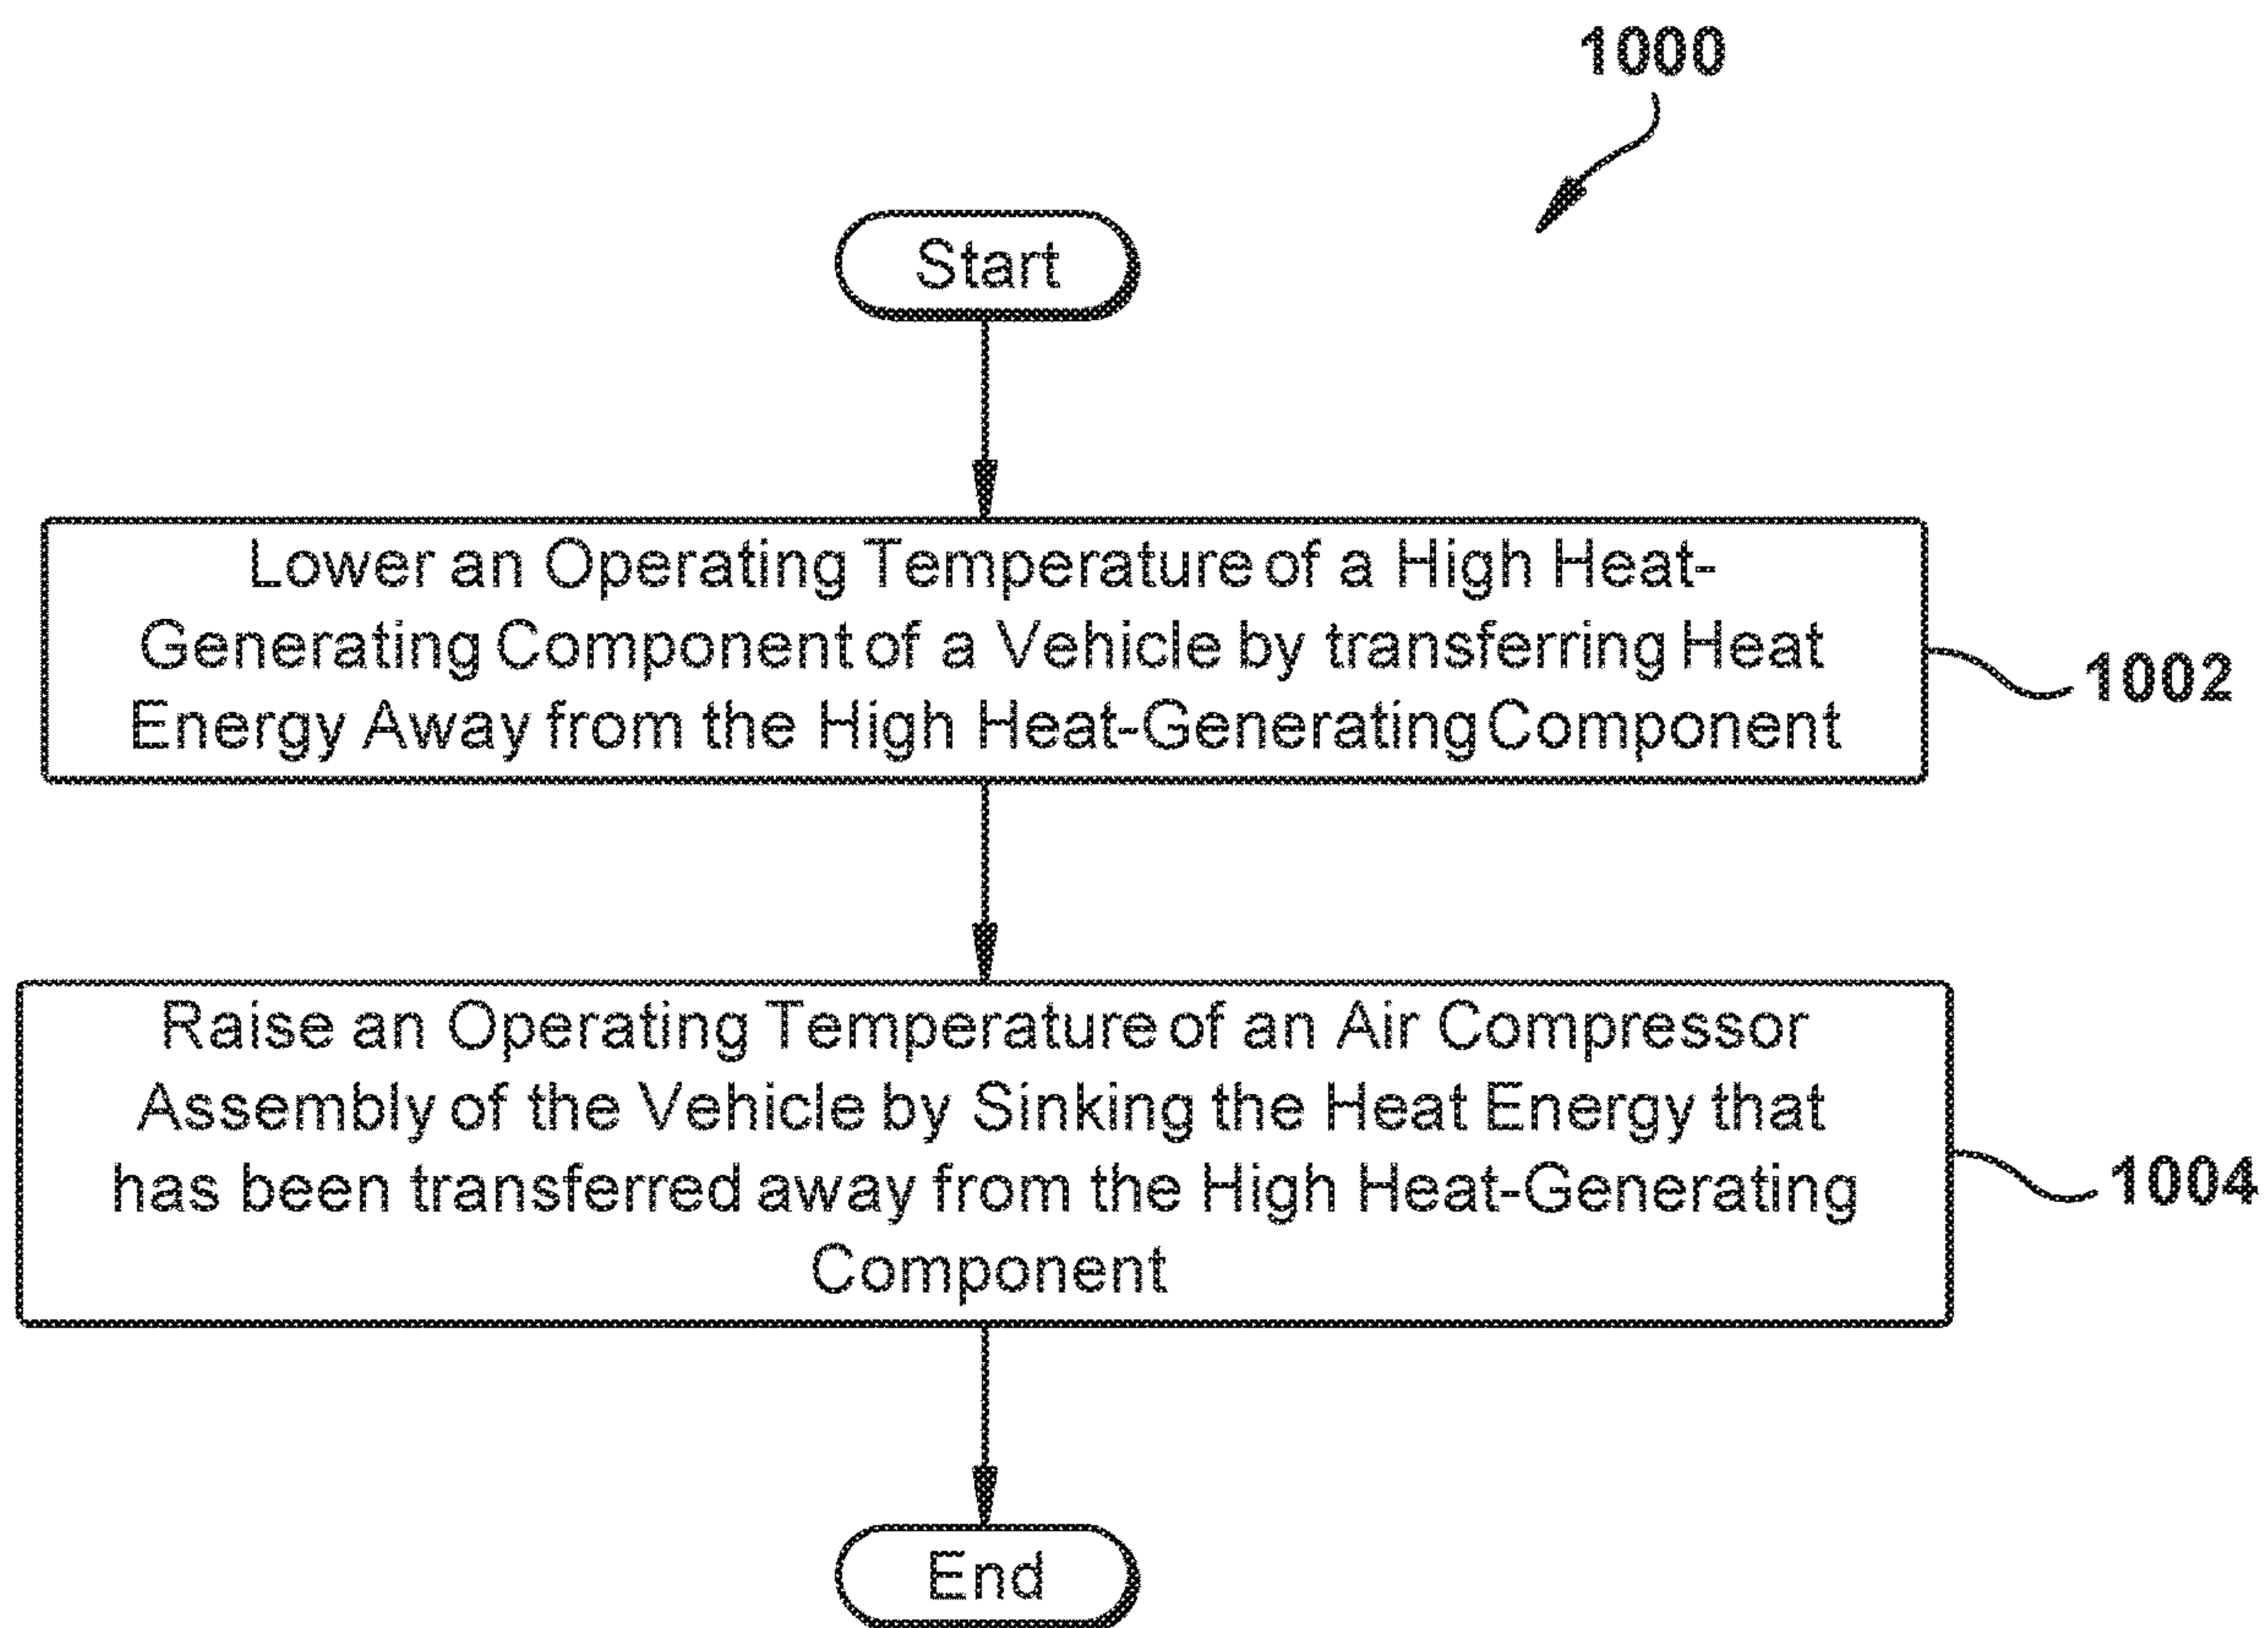 1000
Start
Lower an Operating Temperature of a High Heat-
Generating Component of a Vehicle by transferring Heat
Energy Away from the High Heat-Generating Component
1002
Raise an Operating Temperature of an Air Compressor
Assembly of the Vehicle by Sinking the Heat Energy that
has been transferred away from the High Heat-Generating
Component
1004
End